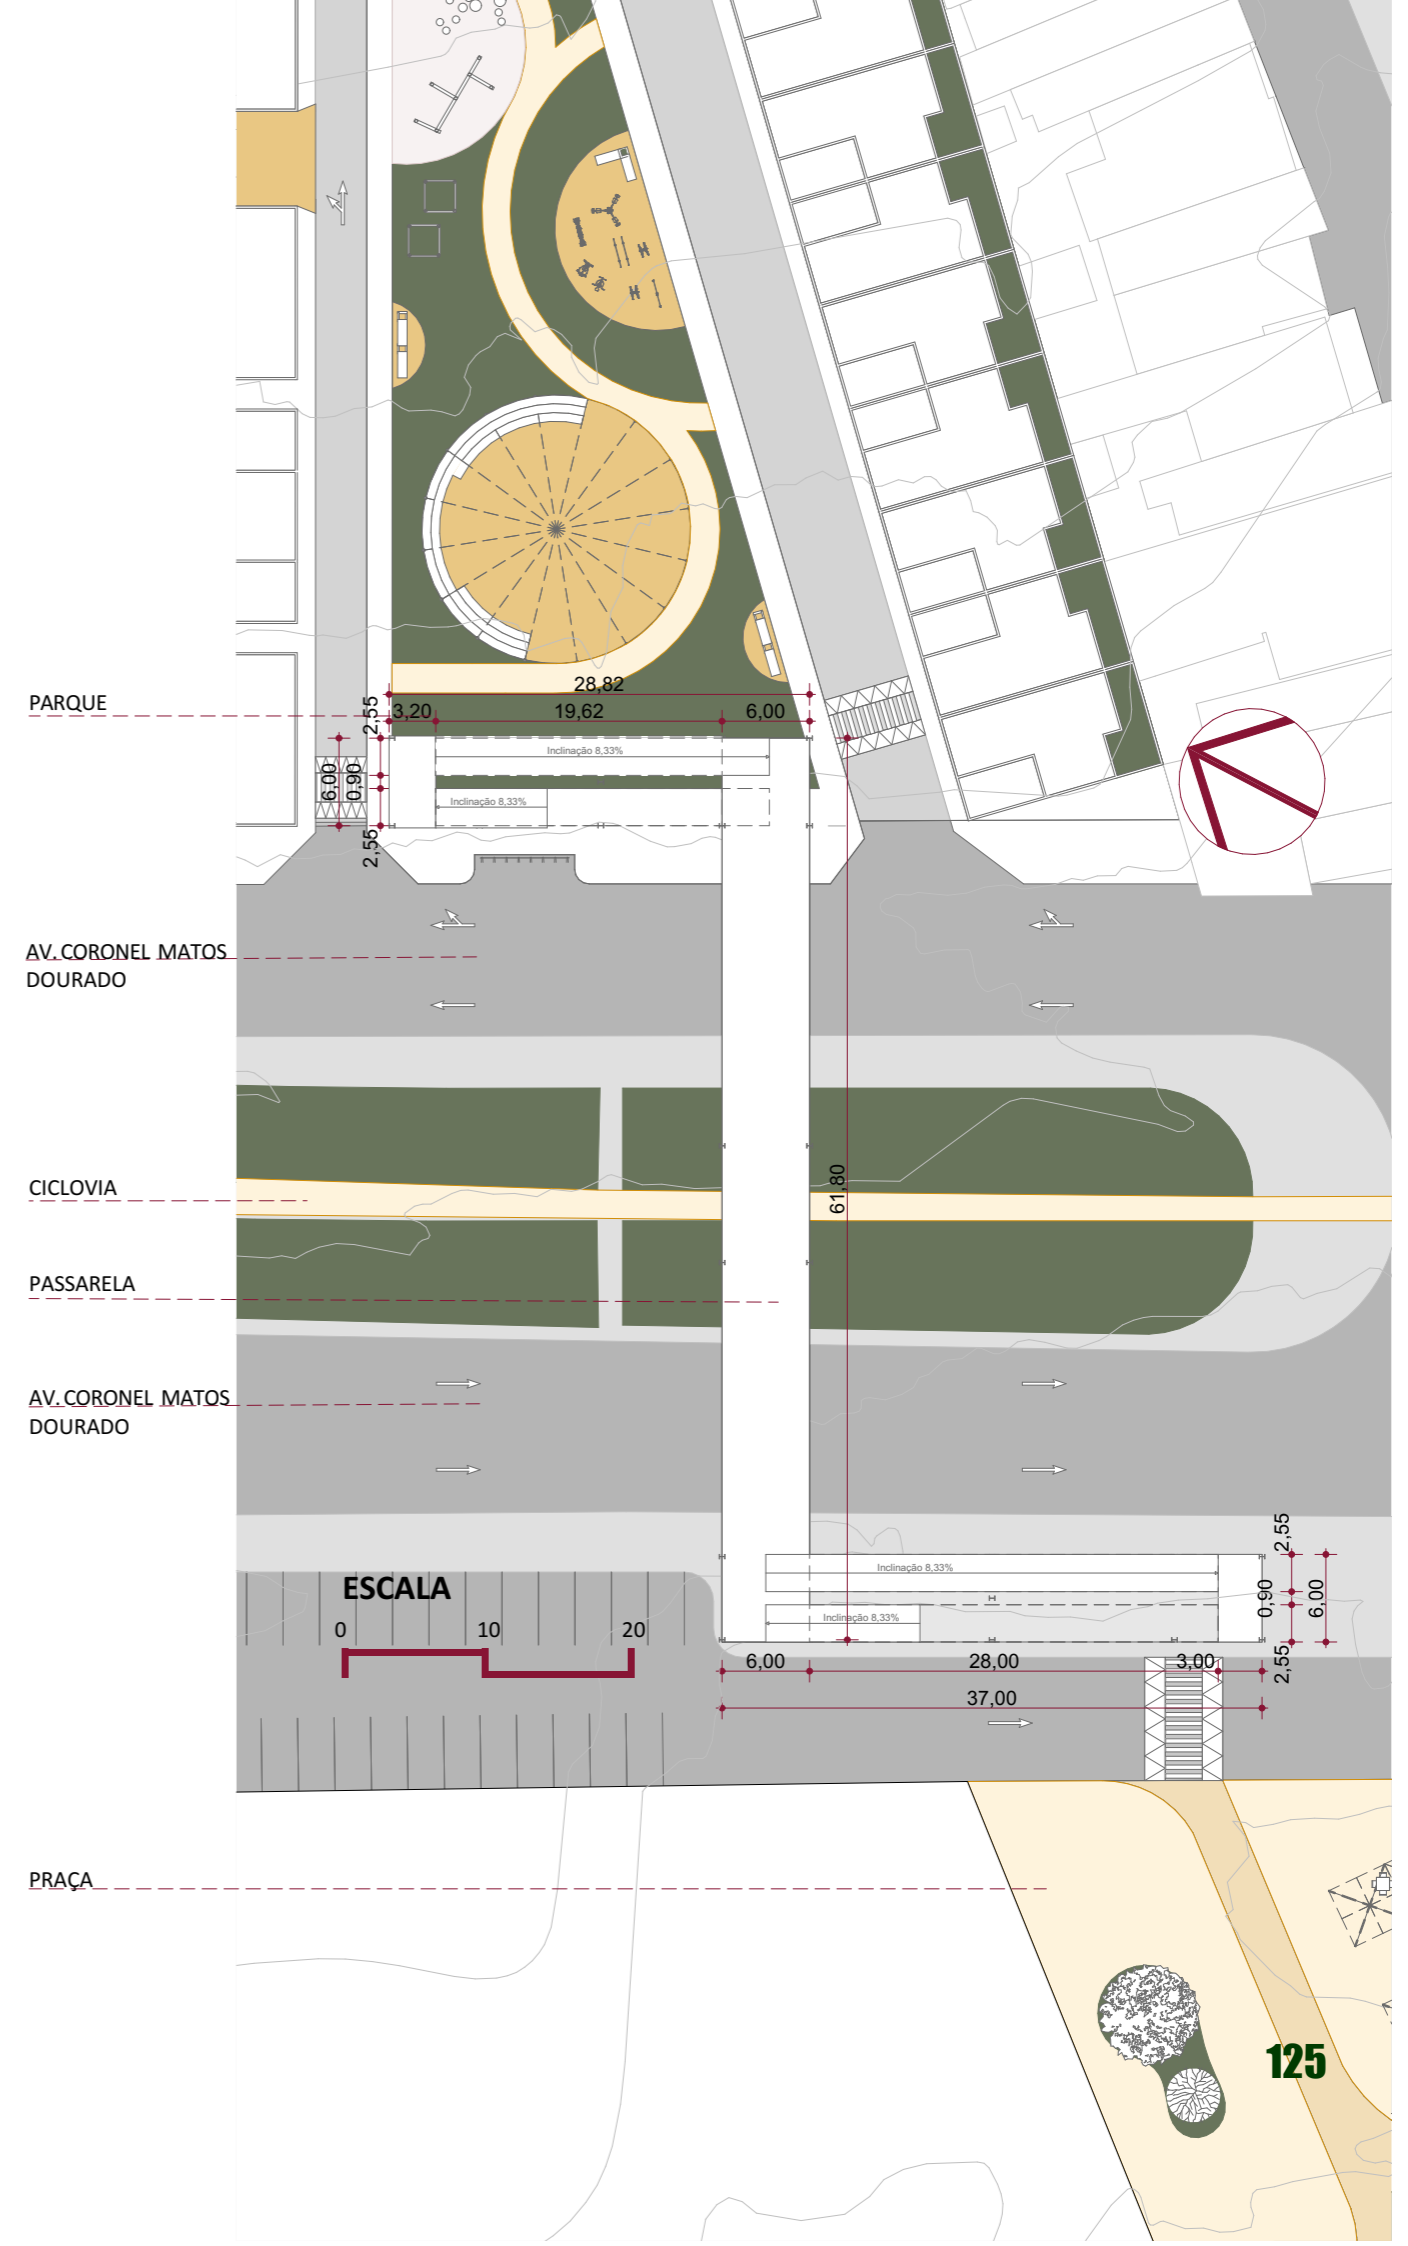 PARQUE
28,82
3,20
19,62
6,00
2,55
6,00
0,90
2,55
Inclinação 8,33%
Inclinação 8,33%
AV. CORONEL MATOS
DOURADO
CICLOVIA
61,80
PASSARELA
AV. CORONEL MATOS
DOURADO
ESCALA
0
10
20
Inclinação 8,33%
Inclinação 8,33%
2,55
0,90
6,00
2,55
6,00
28,00
3,00
37,00
PRAÇA
125